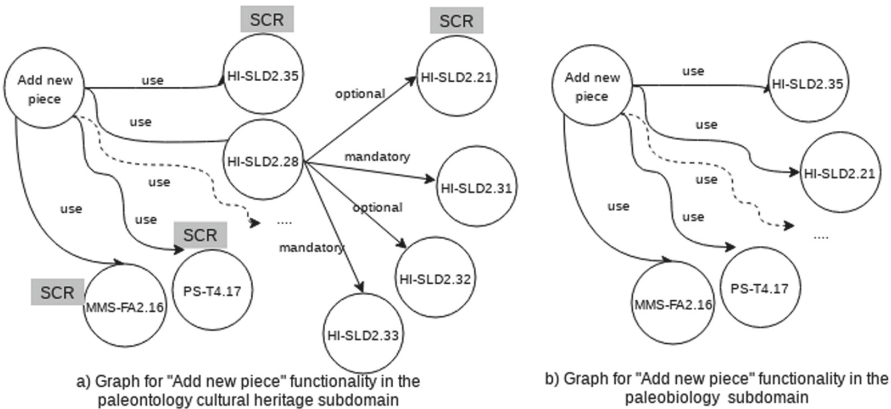 SCR
SCR
Add new
piece
use
HI-SLD2.35
HI-SLD2.21
optional
use
HI-SLD2.28
mandatory
HI-SLD2.31
use
optional
....
use
use
SCR
mandatory
HI-SLD2.32
SCR
MMS-FA2.16
PS-T4.17
HI-SLD2.33
a) Graph for "Add new piece" functionality in the
paleontology cultural heritage subdomain
Add new
piece
use
HI-SLD2.35
use
HI-SLD2.21
use
use
use
....
MMS-FA2.16
PS-T4.17
b) Graph for "Add new piece" functionality in the
paleobiology subdomain